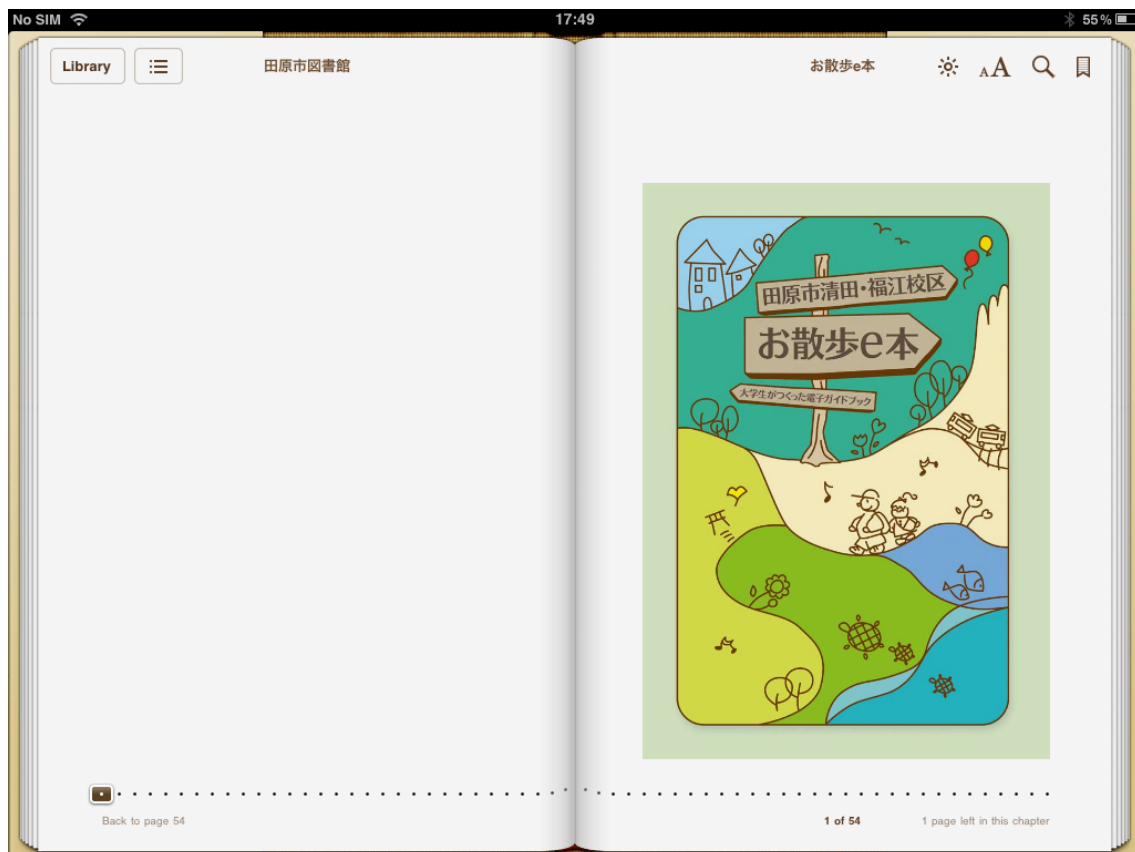 No SIM
17:49
55%
Library
田原市図書館
お散歩e本
AA
田原市清田・福江校区
お散歩e本
大学生がつくった電子ガイドブック
Back to page 54
1 of 54
1 page left in this chapter